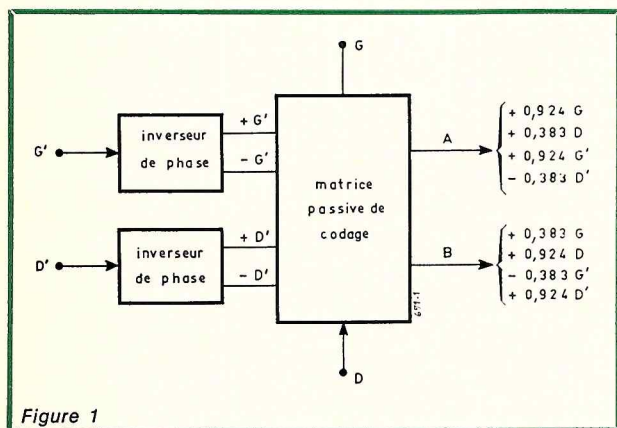 G
G'
inverseur
de phase
+ G'
- G'
D'
inverseur
de phase
+ D'
- D'
matrice
passive de
codage
A
+ 0,924 G
+ 0,383 D
+ 0,924 G'
- 0,383 D'
B
+ 0,383 G
+ 0,924 D
- 0,383 G'
+ 0,924 D'
D
Figure 1